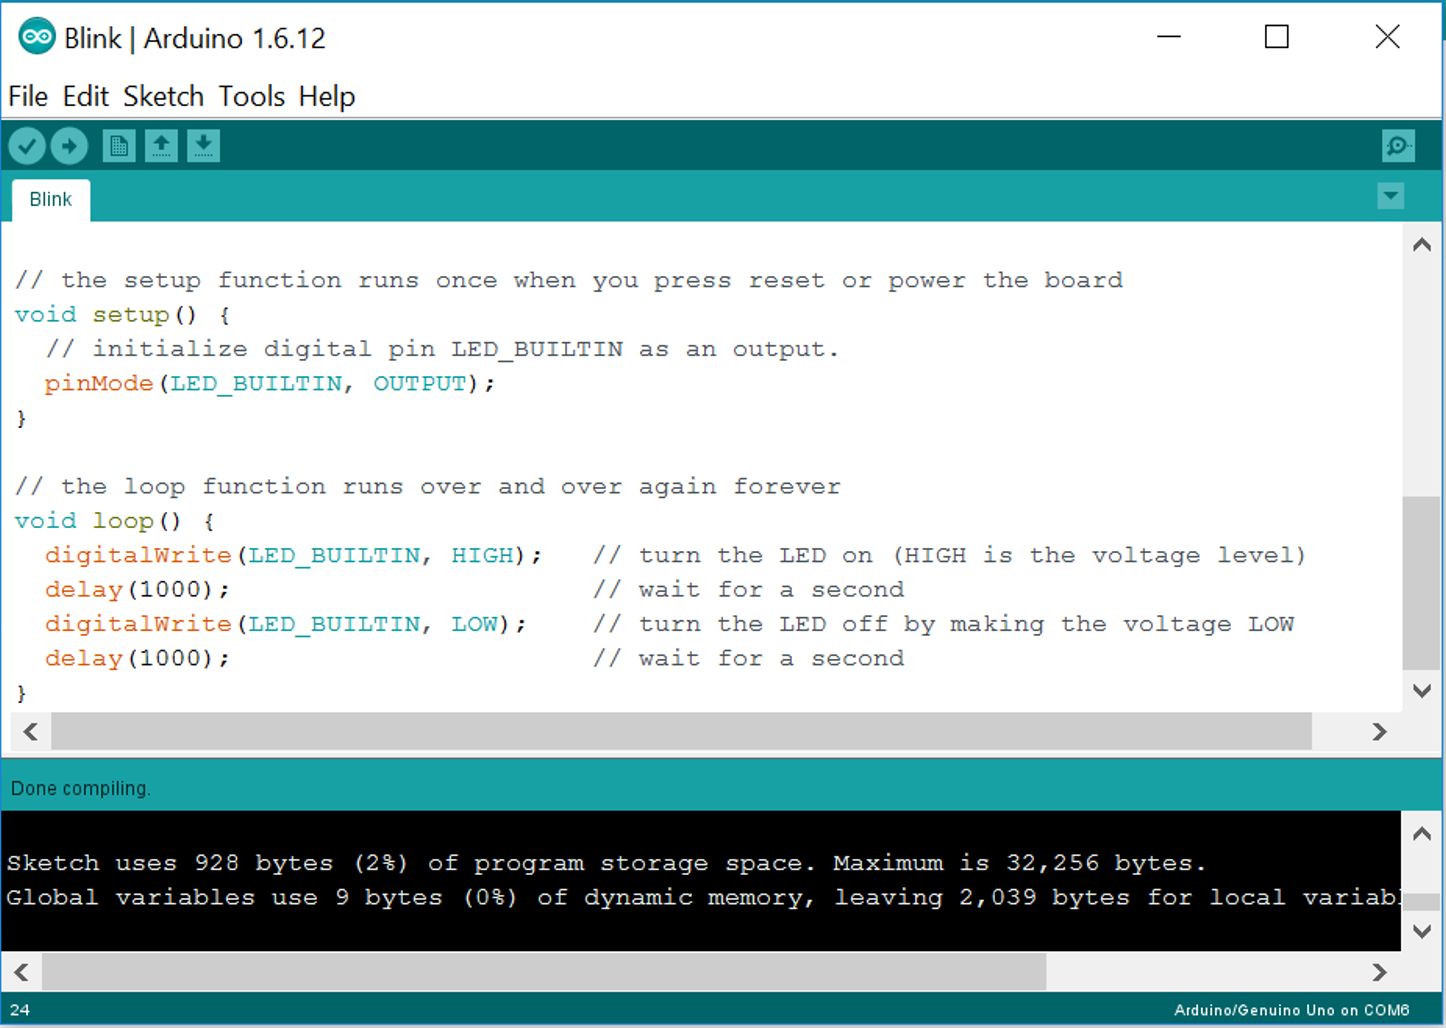 Blink | Arduino 1.6.12
File Edit Sketch Tools Help
Blink
// the setup function runs once when you press reset or power the board
void setup() {
  // initialize digital pin LED_BUILTIN as an output.
  pinMode(LED_BUILTIN, OUTPUT);
}
// the loop function runs over and over again forever
void loop() {
  digitalWrite(LED_BUILTIN, HIGH);   // turn the LED on (HIGH is the voltage level)
  delay(1000);                       // wait for a second
  digitalWrite(LED_BUILTIN, LOW);    // turn the LED off by making the voltage LOW
  delay(1000);                       // wait for a second
}
Done compiling.
Sketch uses 928 bytes (2%) of program storage space. Maximum is 32,256 bytes.
Global variables use 9 bytes (0%) of dynamic memory, leaving 2,039 bytes for local
24 Arduino/Genuino Uno on COM6